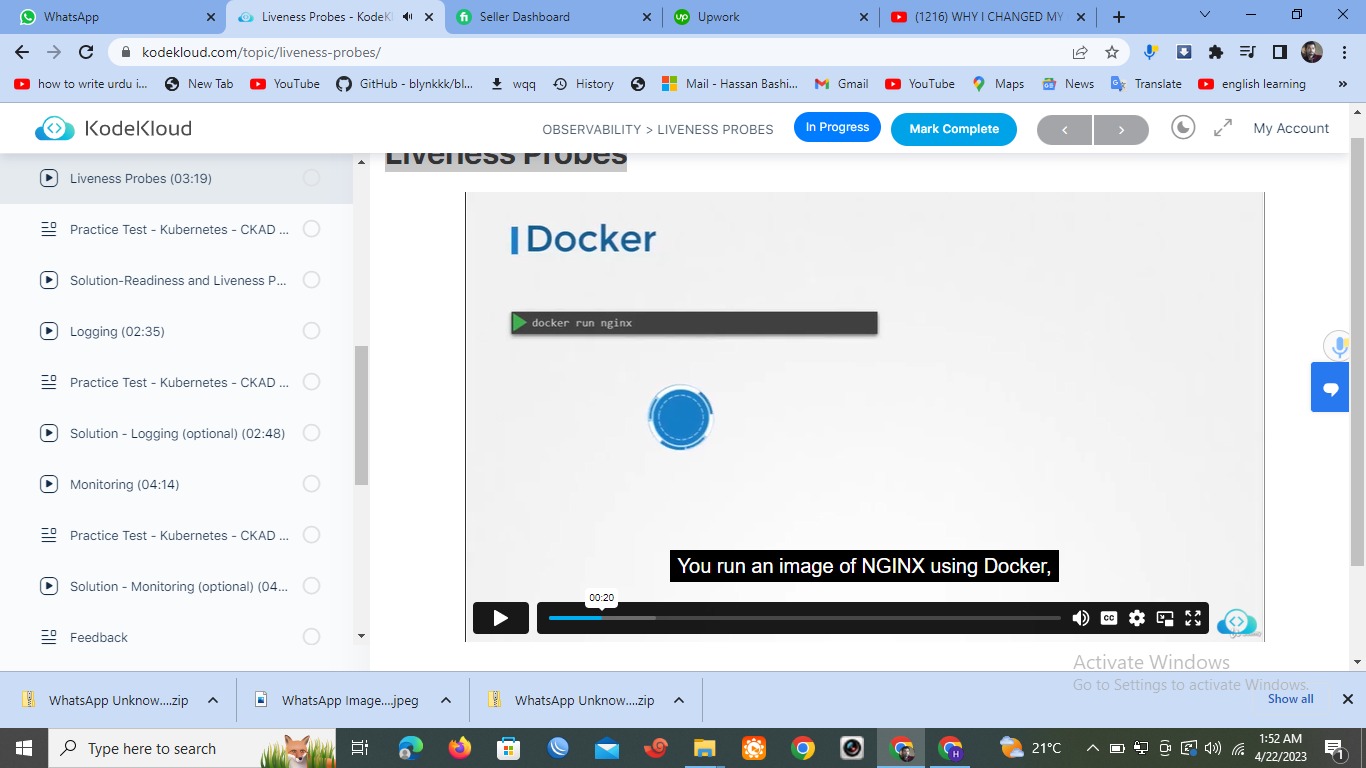 WhatsApp
Liveness Probes - KodeKl
Seller Dashboard
Upwork
(1216) WHY I CHANGED MY
kodekloud.com/topic/liveness-probes/
how to write urdu i...
New Tab
YouTube
GitHub - blynkkk/bl...
wqq
History
Mail - Hassan Bashi...
Gmail
YouTube
Maps
News
Translate
english learning
»
KodeKloud
OBSERVABILITY > LIVENESS PROBES
In Progress
Mark Complete
My Account
Liveness Probes (03:19)
Practice Test - Kubernetes - CKAD ...
Solution-Readiness and Liveness P...
Logging (02:35)
Practice Test - Kubernetes - CKAD ...
Solution - Logging (optional) (02:48)
Monitoring (04:14)
Practice Test - Kubernetes - CKAD ...
Solution - Monitoring (optional) (04...
Feedback
Liveness Probes
Docker
docker run nginx
You run an image of NGINX using Docker,
00:20
CC
Activate Windows
Go to Settings to activate Windows.
WhatsApp Unknow....zip
WhatsApp Image....jpeg
WhatsApp Unknow....zip
Show all
Type here to search
21°C
1:52 AM
4/22/2023
1